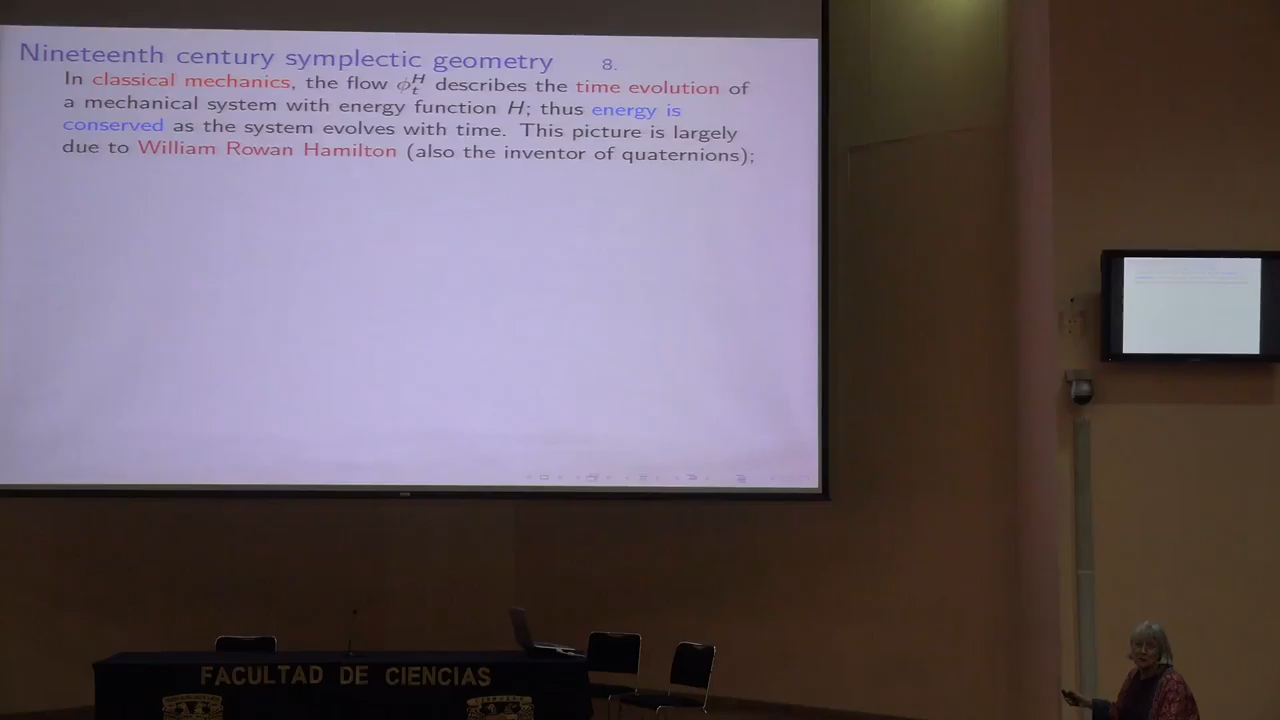 Nineteenth century symplectic geometry 8.
In classical mechanics, the flow ϕₜᴴ describes the time evolution of
a mechanical system with energy function H; thus energy is
conserved as the system evolves with time. This picture is largely
due to William Rowan Hamilton (also the inventor of quaternions);
FACULTAD DE CIENCIAS